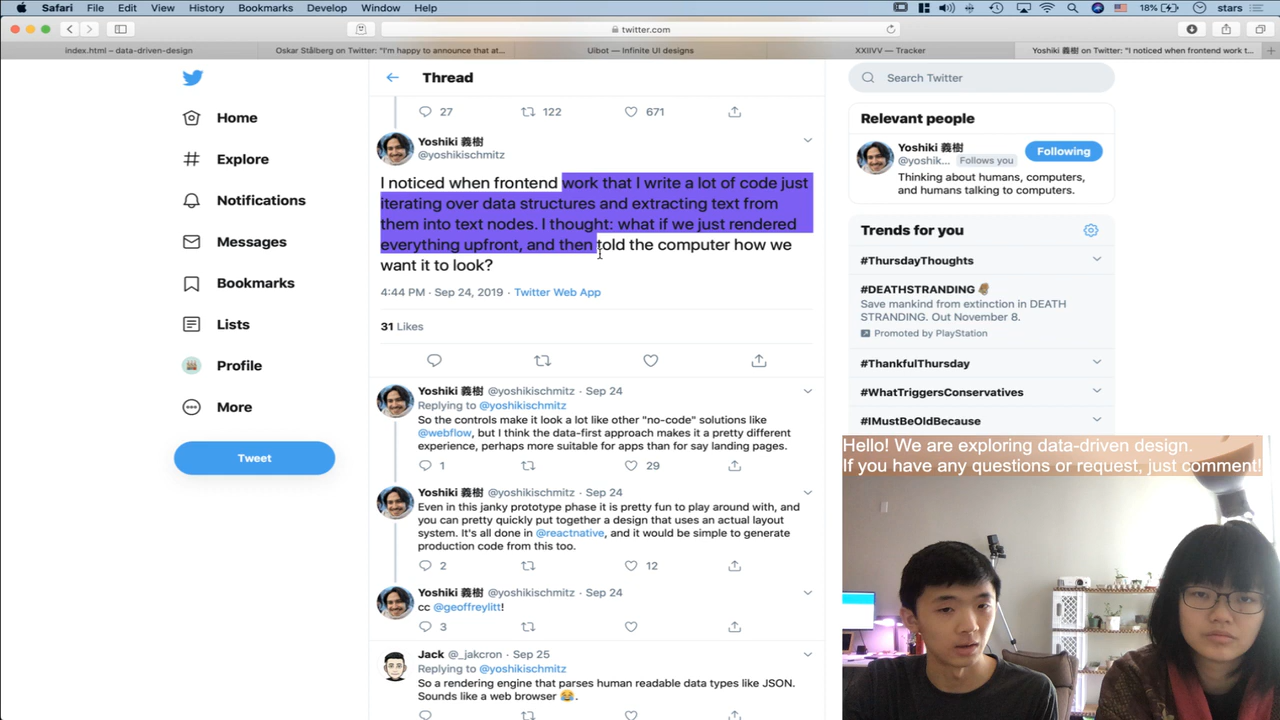 Safari File Edit View History Bookmarks Develop Window Help 18% stars
twitter.com
index.html – data-driven-design
Oskar Stålberg on Twitter: "I'm happy to announce that at...
Uibot — Infinite UI designs
XXIIVV — Tracker
Yoshiki 義樹 on Twitter: "I noticed when frontend work t...
Home
Explore
Notifications
Messages
Bookmarks
Lists
Profile
More
Tweet
Thread
27 122 671
Yoshiki 義樹
@yoshikischmitz
I noticed when frontend work that I write a lot of code just
iterating over data structures and extracting text from
them into text nodes. I thought: what if we just rendered
everything upfront, and then told the computer how we
want it to look?
4:44 PM · Sep 24, 2019 · Twitter Web App
31 Likes
Yoshiki 義樹 @yoshikischmitz · Sep 24
Replying to @yoshikischmitz
So the controls make it look a lot like other "no-code" solutions like
@webflow, but I think the data-first approach makes it a pretty different
experience, perhaps more suitable for apps than for say landing pages.
1 29
Yoshiki 義樹 @yoshikischmitz · Sep 24
Even in this janky prototype phase it is pretty fun to play around with, and
you can pretty quickly put together a design that uses an actual layout
system. It's all done in @reactnative, and it would be simple to generate
production code from this too.
2 12
Yoshiki 義樹 @yoshikischmitz · Sep 24
cc @geoffreylitt!
3
Jack @_jakcron · Sep 25
Replying to @yoshikischmitz
So a rendering engine that parses human readable data types like JSON.
Sounds like a web browser 😂.
Search Twitter
Relevant people
Yoshiki 義樹
@yoshik... Follows you
Following
Thinking about humans, computers,
and humans talking to computers.
Trends for you
#ThursdayThoughts
#DEATHSTRANDING
Save mankind from extinction in DEATH
STRANDING. Out November 8.
Promoted by PlayStation
#ThankfulThursday
#WhatTriggersConservatives
#IMustBeOldBecause
Hello! We are exploring data-driven design.
If you have any questions or request, just comment!